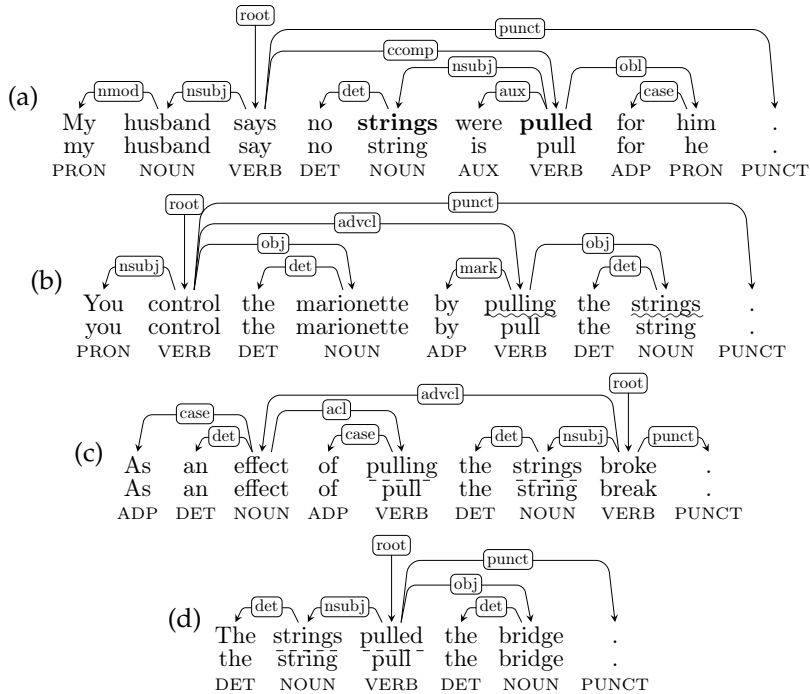 root
punct
ccomp
nsubj obl
nmod nsubj det aux case
(a)
My husband says no strings were pulled for him .
my husband say no string is pull for he .
PRON NOUN VERB DET NOUN AUX VERB ADP PRON PUNCT
root punct
advcl
obj obj
nsubj det mark det
(b)
You control the marionette by pulling the strings .
you control the marionette by pull the string .
PRON VERB DET NOUN ADP VERB DET NOUN PUNCT
root
advcl
case acl
det case det nsubj punct
(c)
As an effect of pulling the strings broke .
As an effect of pull the string break .
ADP DET NOUN ADP VERB DET NOUN VERB PUNCT
root
punct
obj
det nsubj det
(d)
The strings pulled the bridge .
the string pull the bridge .
DET NOUN VERB DET NOUN PUNCT